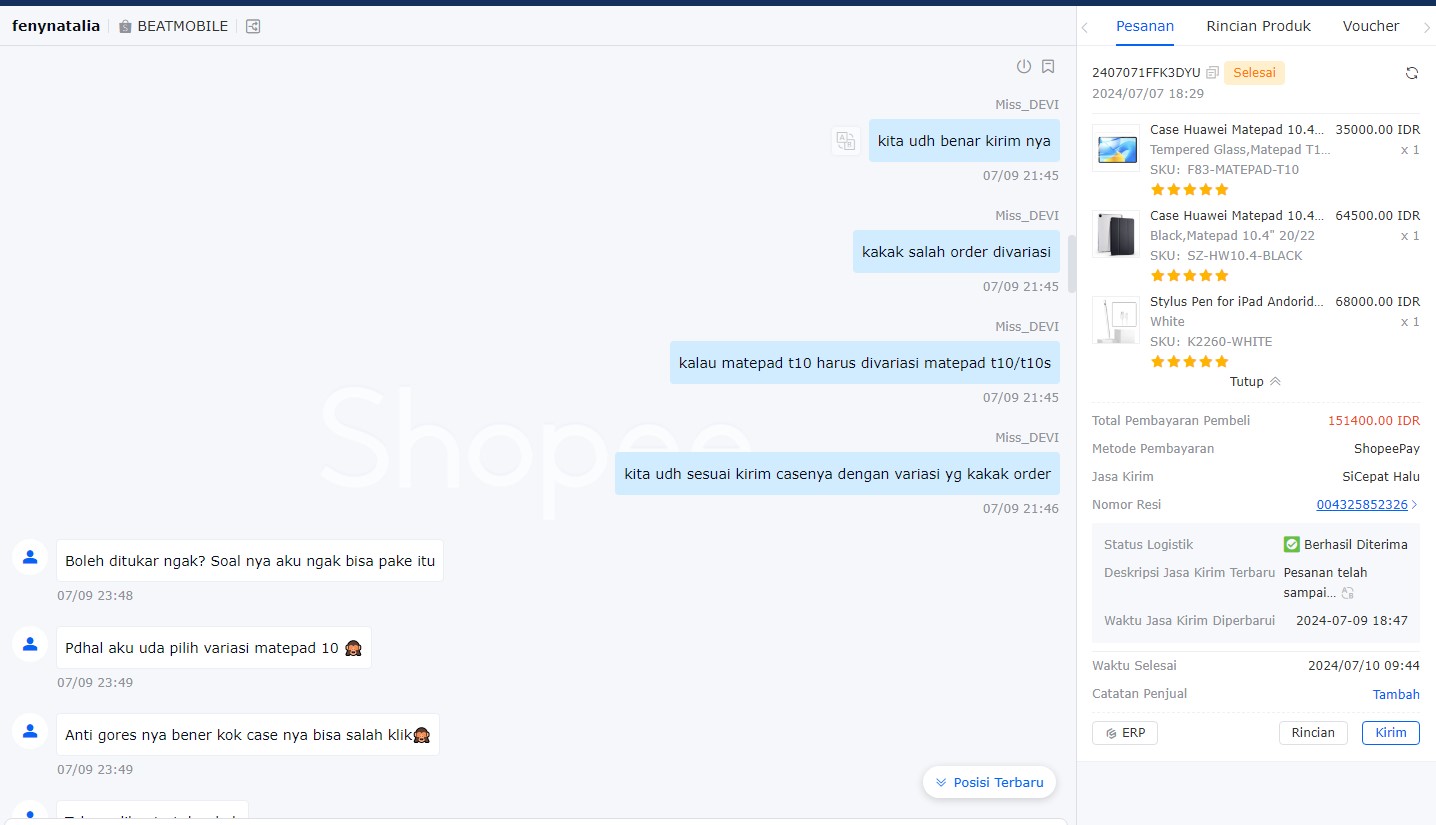 fenynatalia
BEATMOBILE
Miss_DEVI
kita udh benar kirim nya
07/09 21:45
Miss_DEVI
kakak salah order divariasi
07/09 21:45
Miss_DEVI
kalau matepad t10 harus divariasi matepad t10/t10s
07/09 21:45
Shopee
Miss_DEVI
kita udh sesuai kirim casenya dengan variasi yg kakak order
07/09 21:46
Boleh ditukar ngak? Soal nya aku ngak bisa pake itu
07/09 23:48
Pdhal aku uda pilih variasi matepad 10 🙊
07/09 23:49
Anti gores nya bener kok case nya bisa salah klik🙊
07/09 23:49
Posisi Terbaru
Pesanan Rincian Produk Voucher
2407071FFK3DYU Selesai
2024/07/07 18:29
Case Huawei Matepad 10.4... 35000.00 IDR
Tempered Glass,Matepad T1... x 1
SKU: F83-MATEPAD-T10
Case Huawei Matepad 10.4... 64500.00 IDR
Black,Matepad 10.4" 20/22 x 1
SKU: SZ-HW10.4-BLACK
Stylus Pen for iPad Andorid... 68000.00 IDR
White x 1
SKU: K2260-WHITE
Tutup
Total Pembayaran Pembeli 151400.00 IDR
Metode Pembayaran ShopeePay
Jasa Kirim SiCepat Halu
Nomor Resi 004325852326
Status Logistik ✅ Berhasil Diterima
Deskripsi Jasa Kirim Terbaru Pesanan telah
sampai...
Waktu Jasa Kirim Diperbarui 2024-07-09 18:47
Waktu Selesai 2024/07/10 09:44
Catatan Penjual Tambah
ERP Rincian Kirim